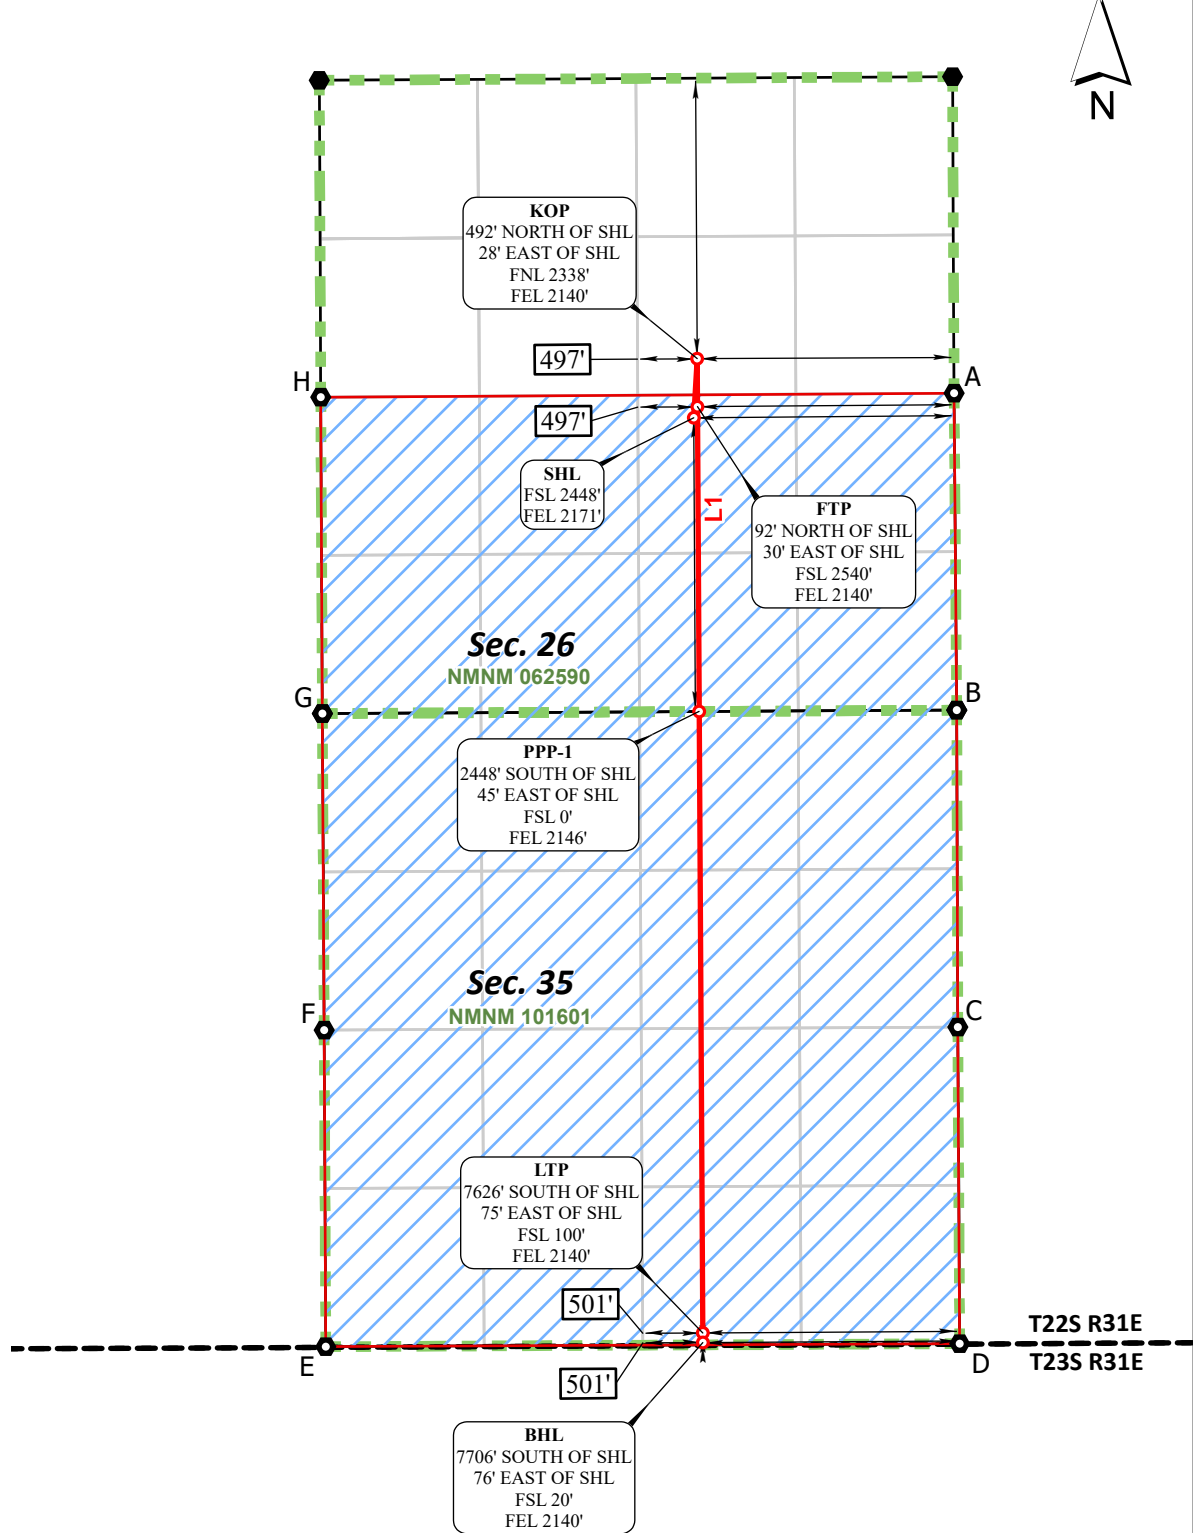 N
KOP
492' NORTH OF SHL
28' EAST OF SHL
FNL 2338'
FEL 2140'
497'
H
A
497'
SHL
FSL 2448'
FEL 2171'
L1
FTP
92' NORTH OF SHL
30' EAST OF SHL
FSL 2540'
FEL 2140'
Sec. 26
NMNM 062590
G
B
PPP-1
2448' SOUTH OF SHL
45' EAST OF SHL
FSL 0'
FEL 2146'
Sec. 35
NMNM 101601
F
C
LTP
7626' SOUTH OF SHL
75' EAST OF SHL
FSL 100'
FEL 2140'
501'
T22S R31E
E
D
T23S R31E
501'
BHL
7706' SOUTH OF SHL
76' EAST OF SHL
FSL 20'
FEL 2140'